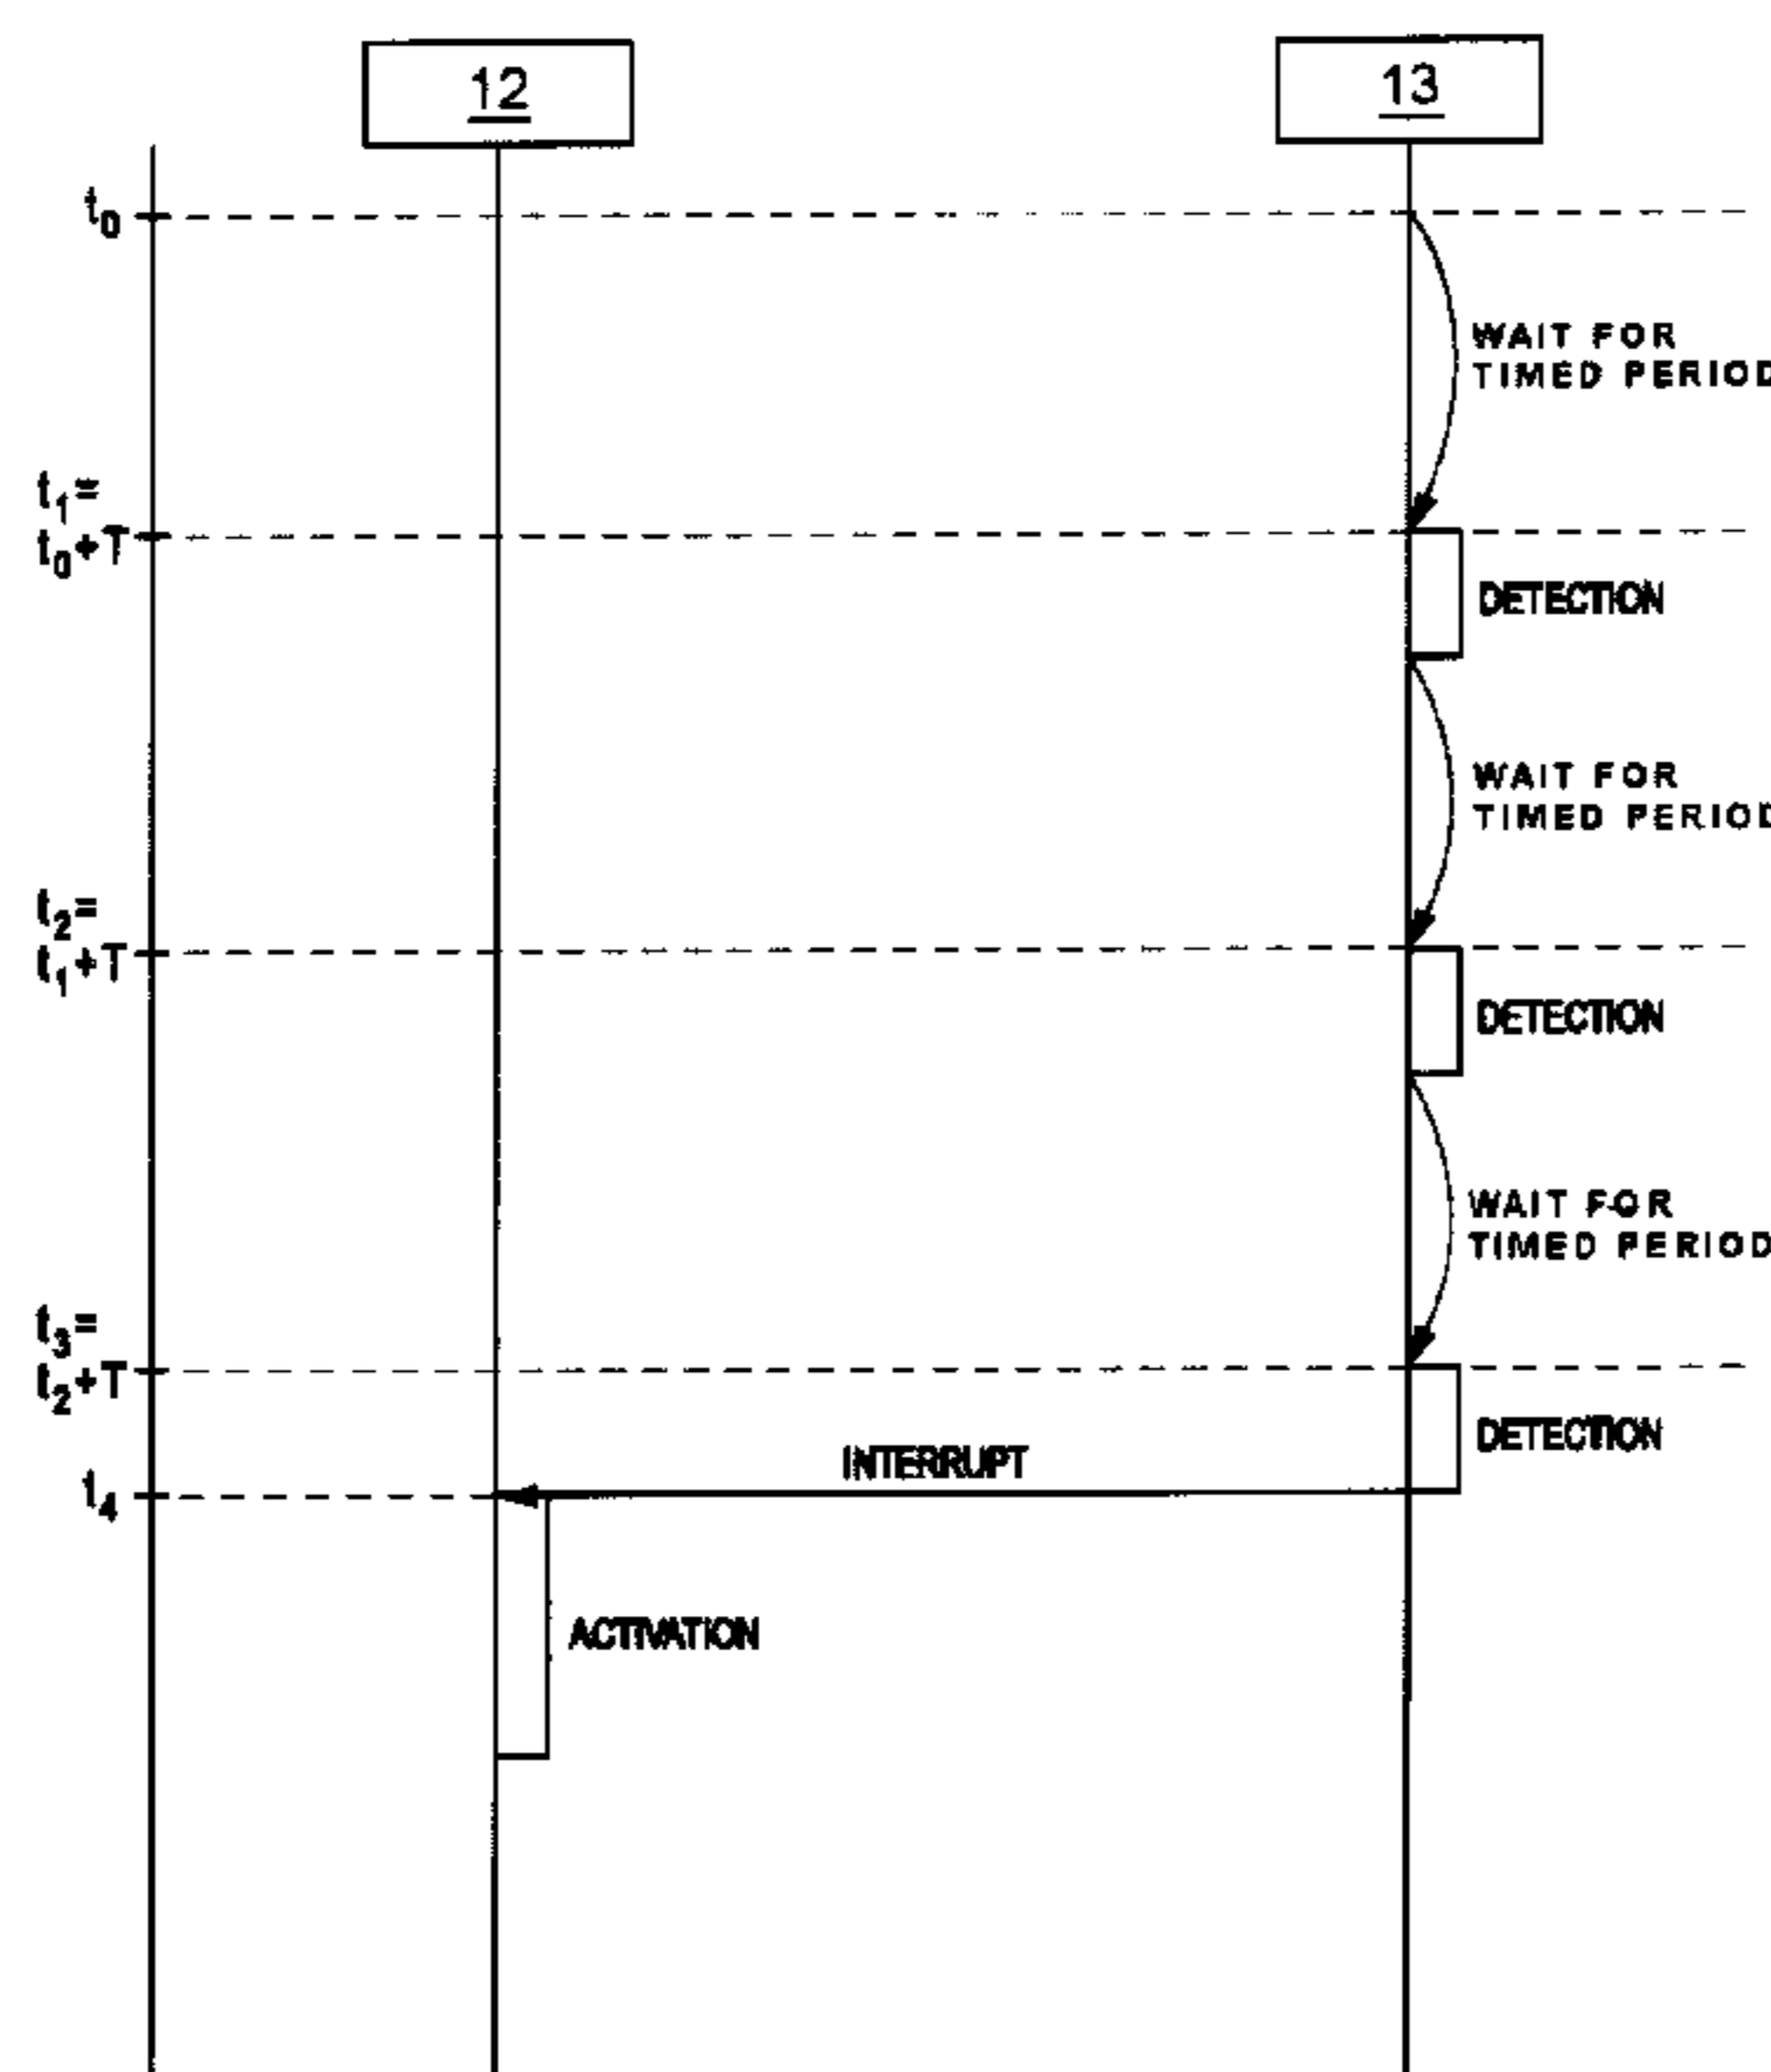 12
13
t0
WAIT FOR
TIMED PERIOD
t1=
t0+T
DETECTION
WAIT FOR
TIMED PERIOD
t2=
t1+T
DETECTION
WAIT FOR
TIMED PERIOD
t3=
t2+T
DETECTION
INTERRUPT
t4
ACTIVATION